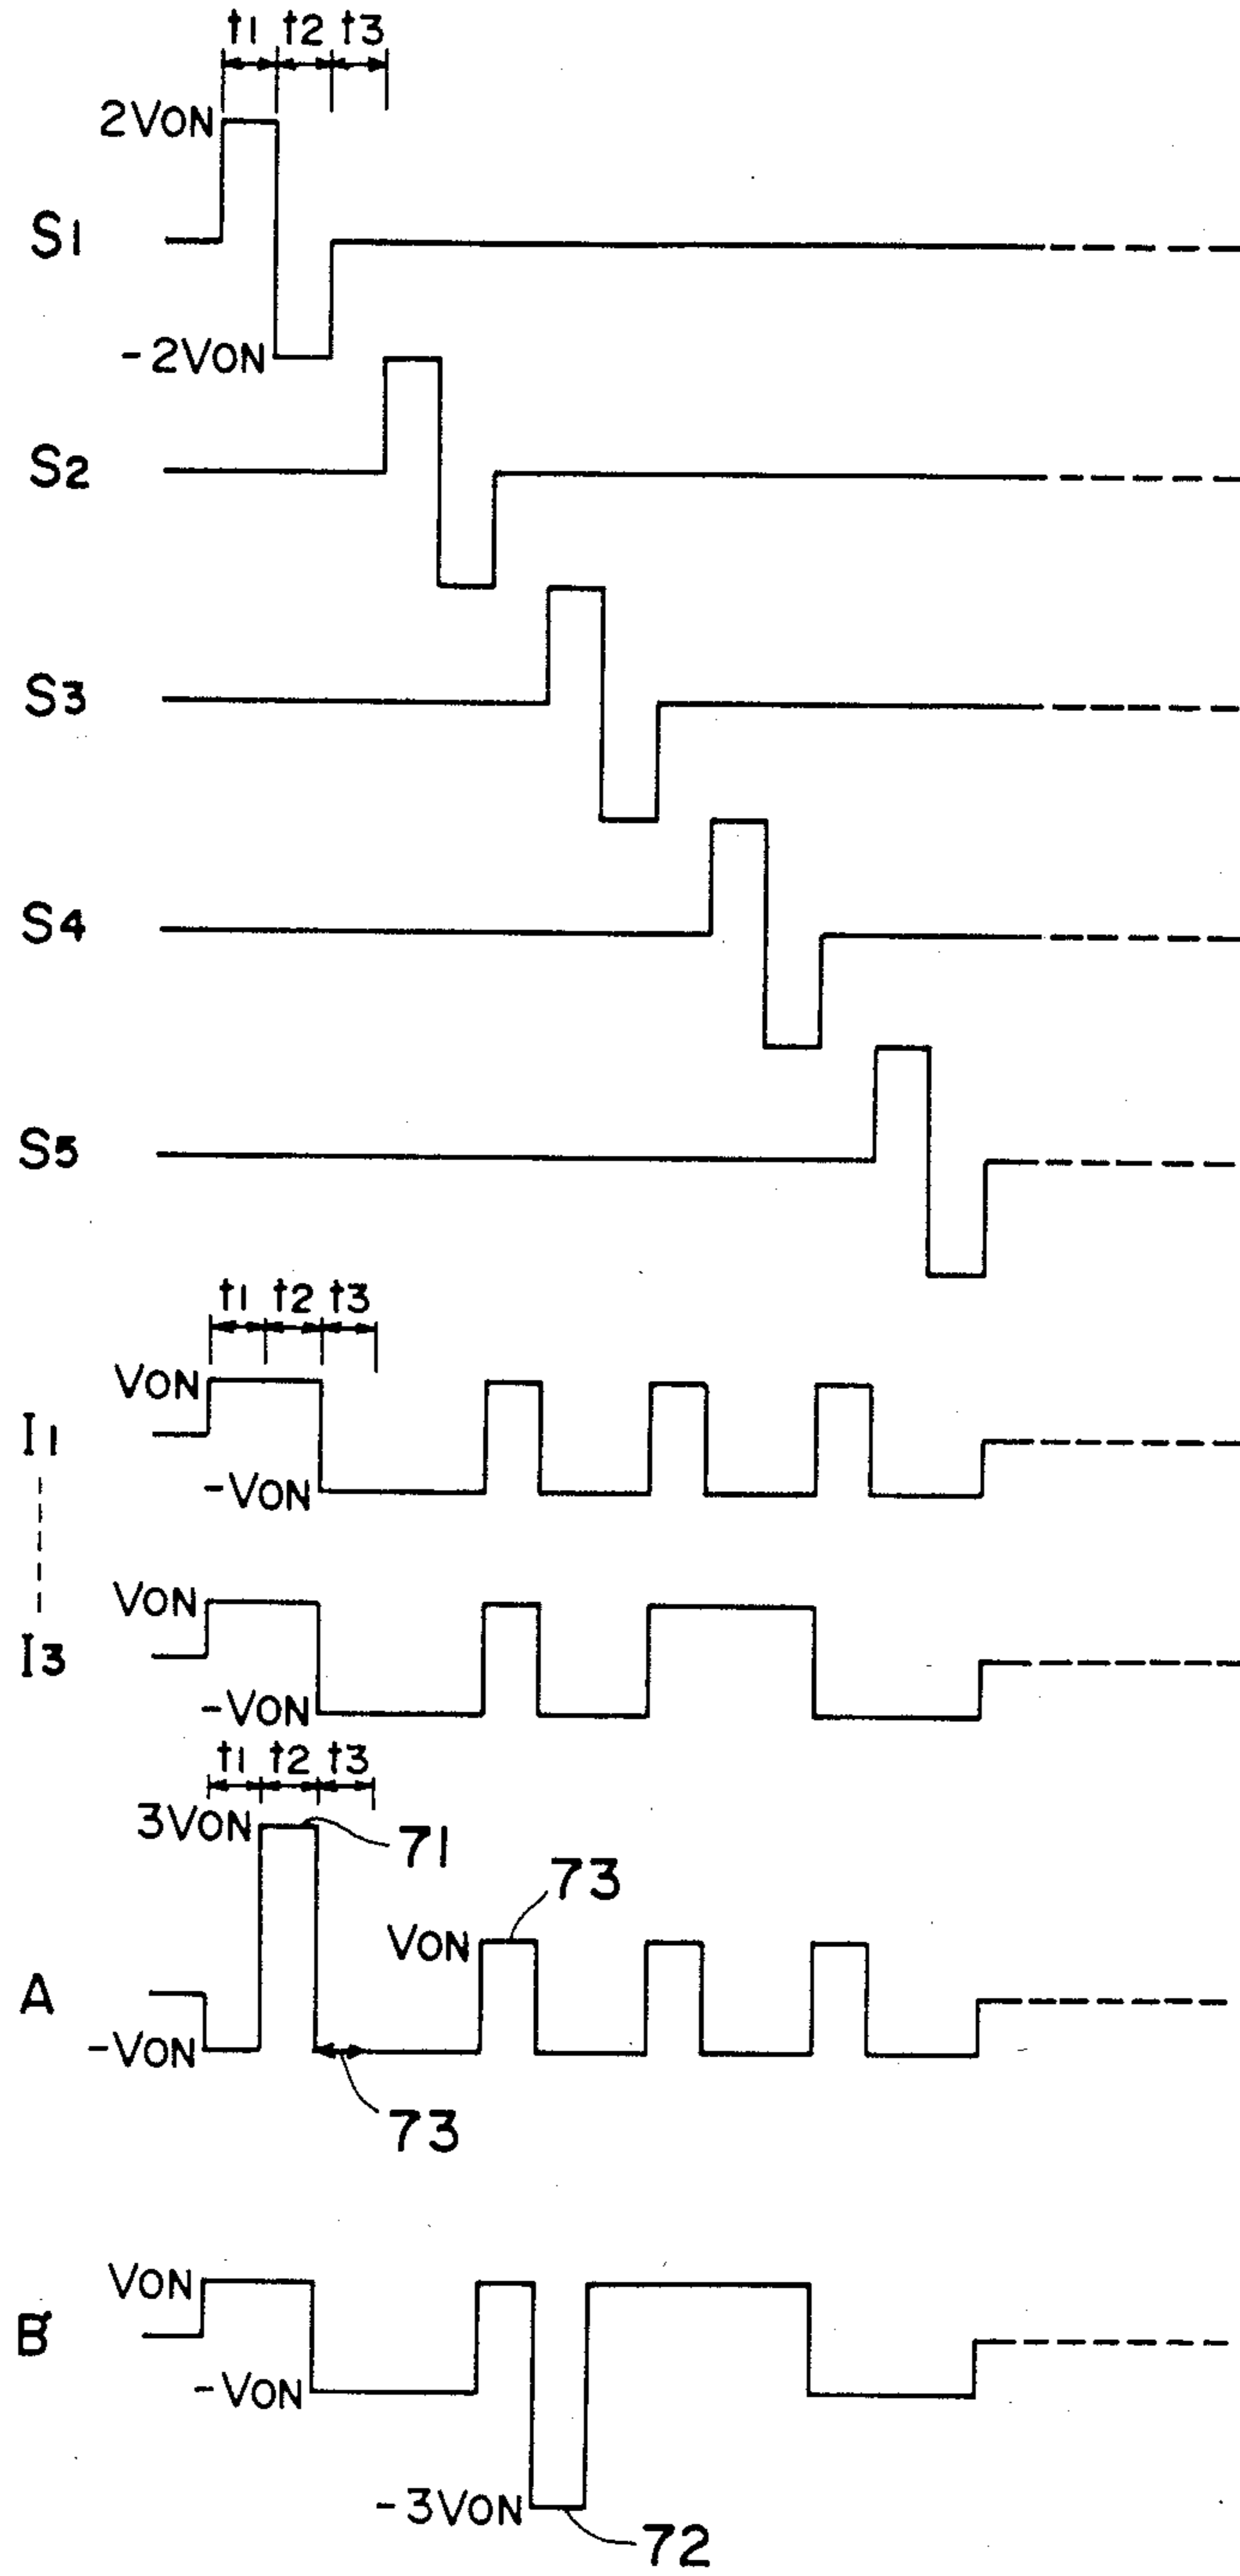 t1 t2 t3
2VON
S1
-2VON
S2
S3
S4
S5
t1 t2 t3
VON
I1
-VON
VON
I3
-VON
t1 t2 t3
3VON
71
73
VON
A
-VON
73
VON
B
-VON
-3VON
72